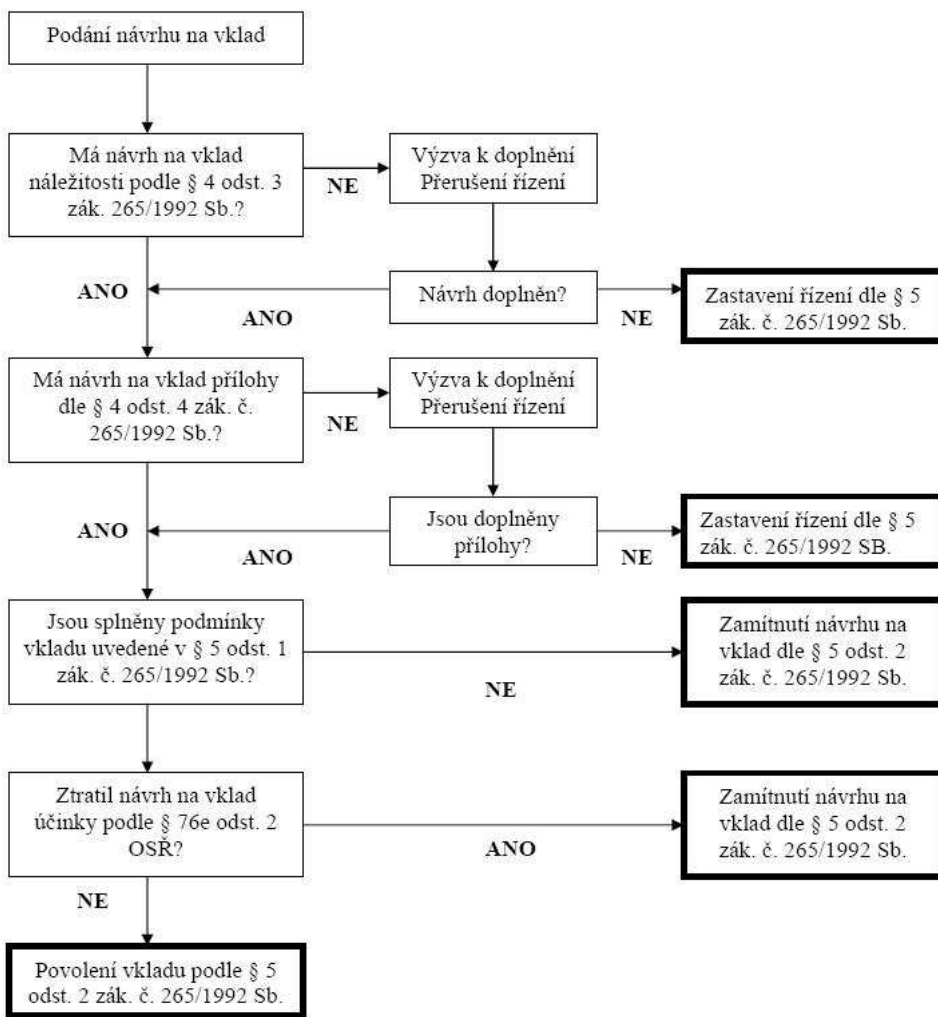 Podání návrhu na vklad
Má návrh na vklad
náležitosti podle § 4 odst. 3
zák. 265/1992 Sb.?
NE
Výzva k doplnění
Přerušení řízení
ANO
Návrh doplněn?
ANO
NE
Zastavení řízení dle § 5
zák. č. 265/1992 Sb.
Má návrh na vklad přílohy
dle § 4 odst. 4 zák. č.
265/1992 Sb.?
NE
Výzva k doplnění
Přerušení řízení
ANO
Jsou doplněny
přílohy?
ANO
NE
Zastavení řízení dle § 5
zák. č. 265/1992 SB.
Jsou splněny podmínky
vkladu uvedené v § 5 odst. 1
zák. č. 265/1992 Sb.?
NE
Zamítnutí návrhu na
vklad dle § 5 odst. 2
zák. č. 265/1992 Sb.
Ztratil návrh na vklad
účinky podle § 76e odst. 2
OSŘ?
ANO
Zamítnutí návrhu na
vklad dle § 5 odst. 2
zák. č. 265/1992 Sb.
NE
Povolení vkladu podle § 5
odst. 2 zák. č. 265/1992 Sb.